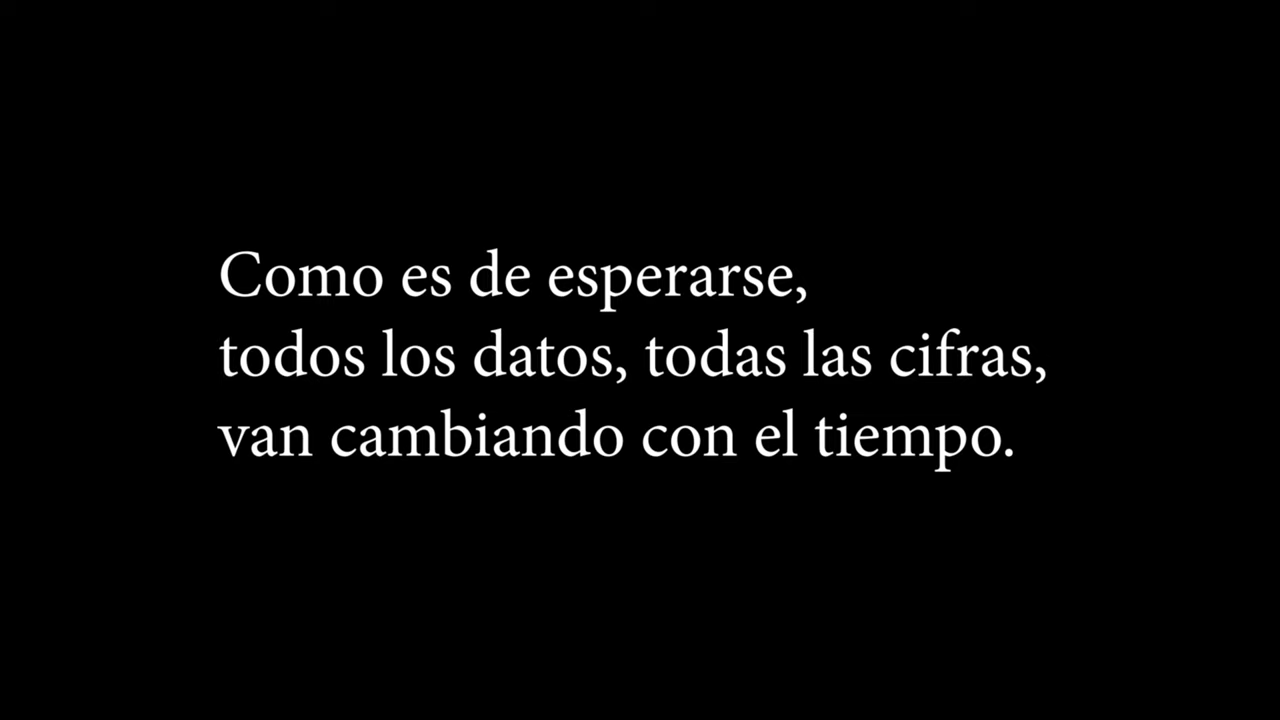 Como es de esperarse,
todos los datos, todas las cifras,
van cambiando con el tiempo.